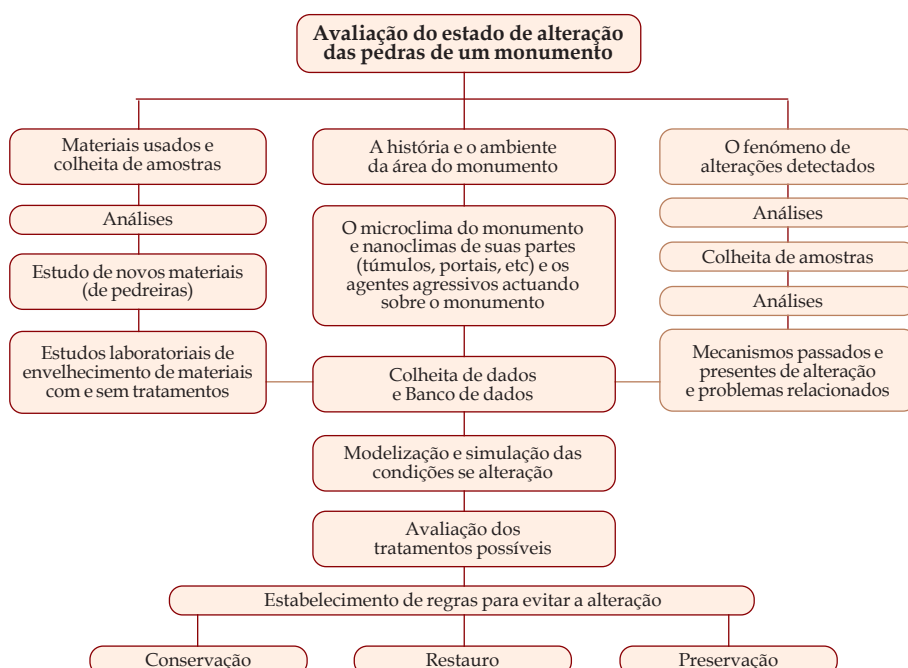 Avaliação do estado de alteração
das pedras de um monumento
Materiais usados e
colheita de amostras
A história e o ambiente
da área do monumento
O fenómeno de
alterações detectados
Análises
Estudo de novos materiais
(de pedreiras)
Estudos laboratoriais de
envelhecimento de materiais
com e sem tratamentos
O microclima do monumento
e nanoclimas de suas partes
(túmulos, portais, etc) e os
agentes agressivos actuando
sobre o monumento
Análises
Colheita de amostras
Análises
Mecanismos passados e
presentes de alteração
e problemas relacionados
Colheita de dados
e Banco de dados
Modelização e simulação das
condições se alteração
Avaliação dos
tratamentos possíveis
Estabelecimento de regras para evitar a alteração
Conservação
Restauro
Preservação